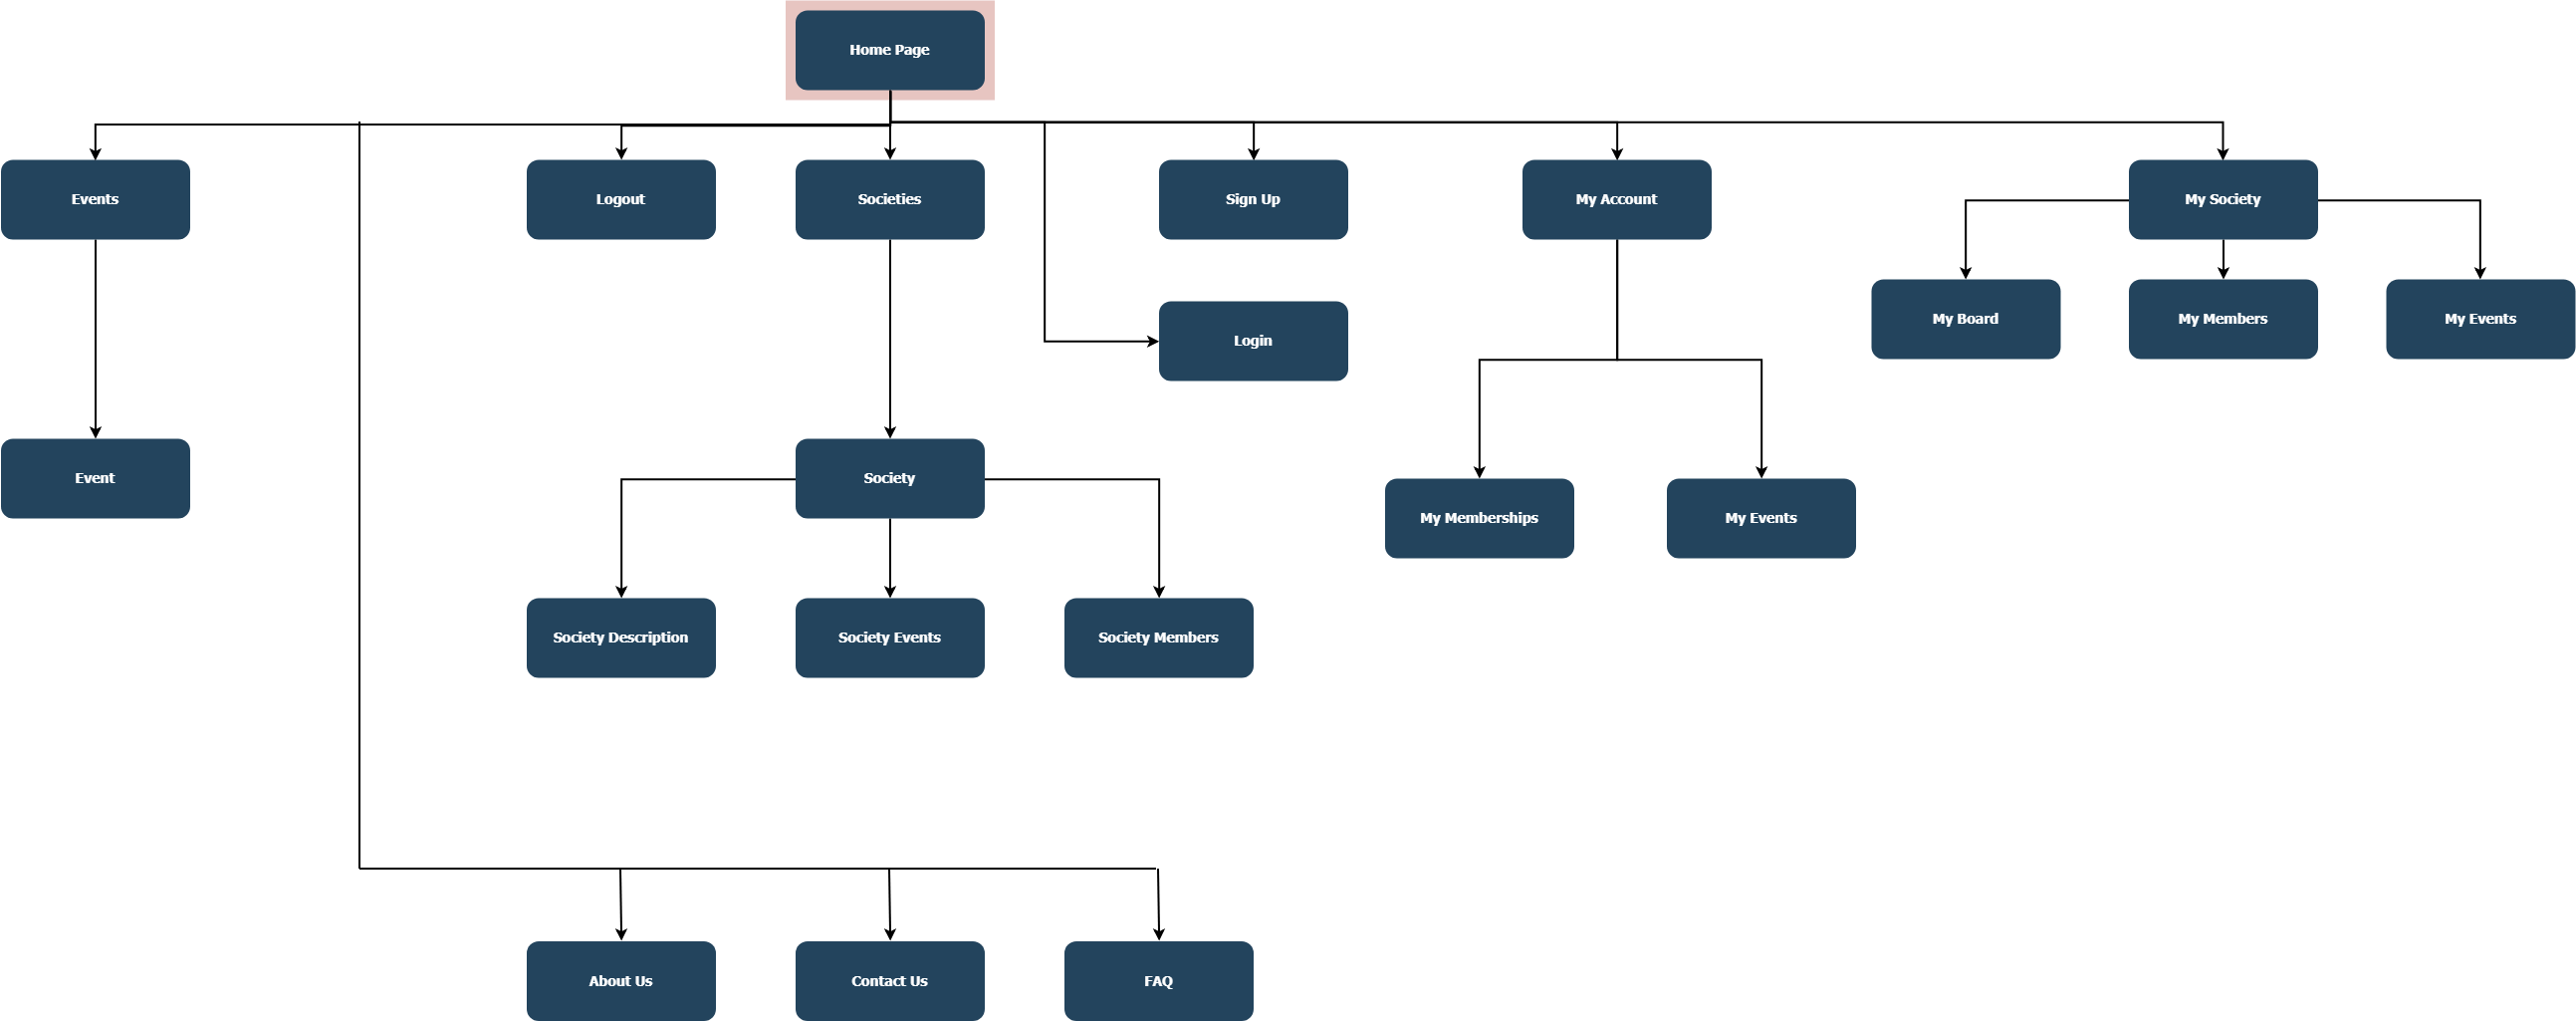 Home Page
Events
Logout
Societies
Sign Up
My Account
My Society
My Board
My Members
My Events
Login
Event
Society
My Memberships
My Events
Society Description
Society Events
Society Members
About Us
Contact Us
FAQ